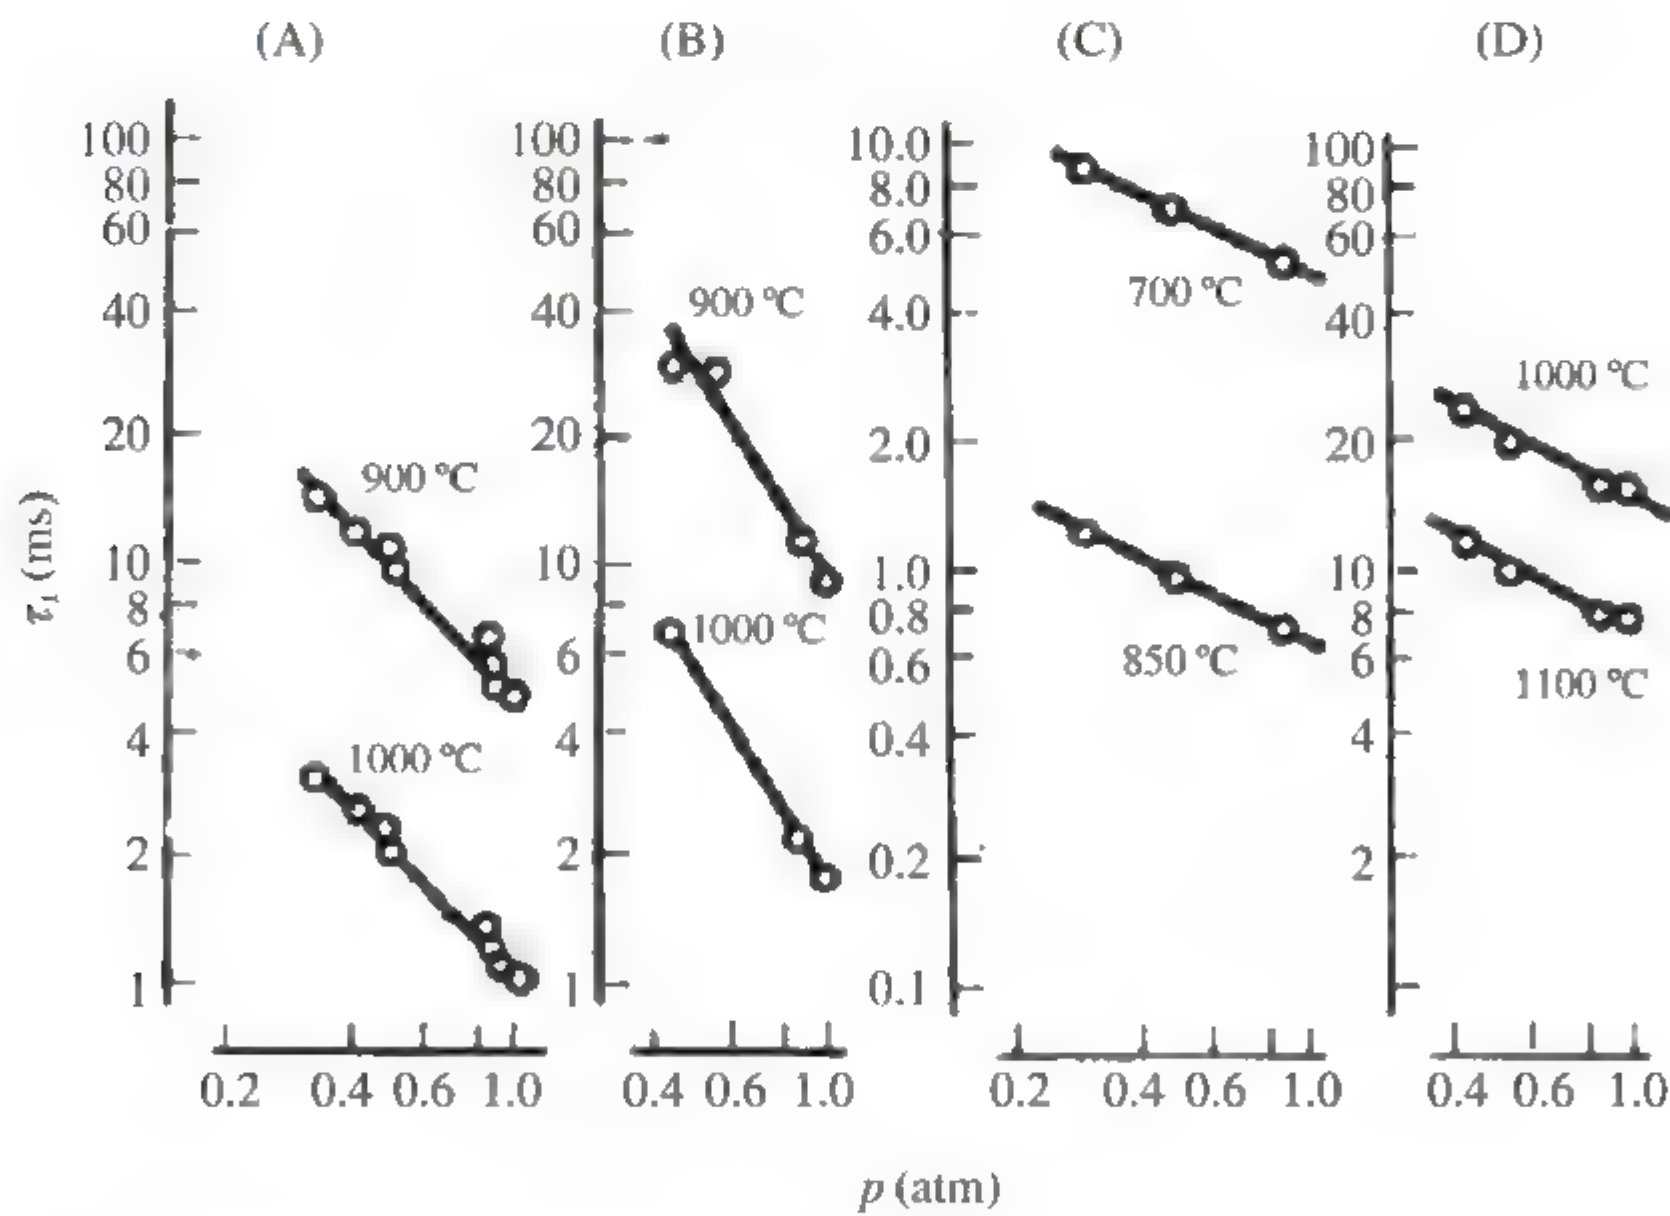 (A) (B) (C) (D)
100 80 60 40 20 10 8 6 4 2 1
100 80 60 40 20 10 6 4 2 1
10.0 8.0 6.0 4.0 2.0 1.0 0.8 0.6 0.4 0.2 0.1
100 80 60 40 20 10 8 6 4 2
900 °C
1000 °C
900 °C
1000 °C
700 °C
850 °C
1000 °C
1100 °C
τ₁ (ms)
0.2 0.4 0.6 1.0
0.4 0.6 1.0
0.2 0.4 0.6 1.0
0.4 0.6 1.0
p (atm)